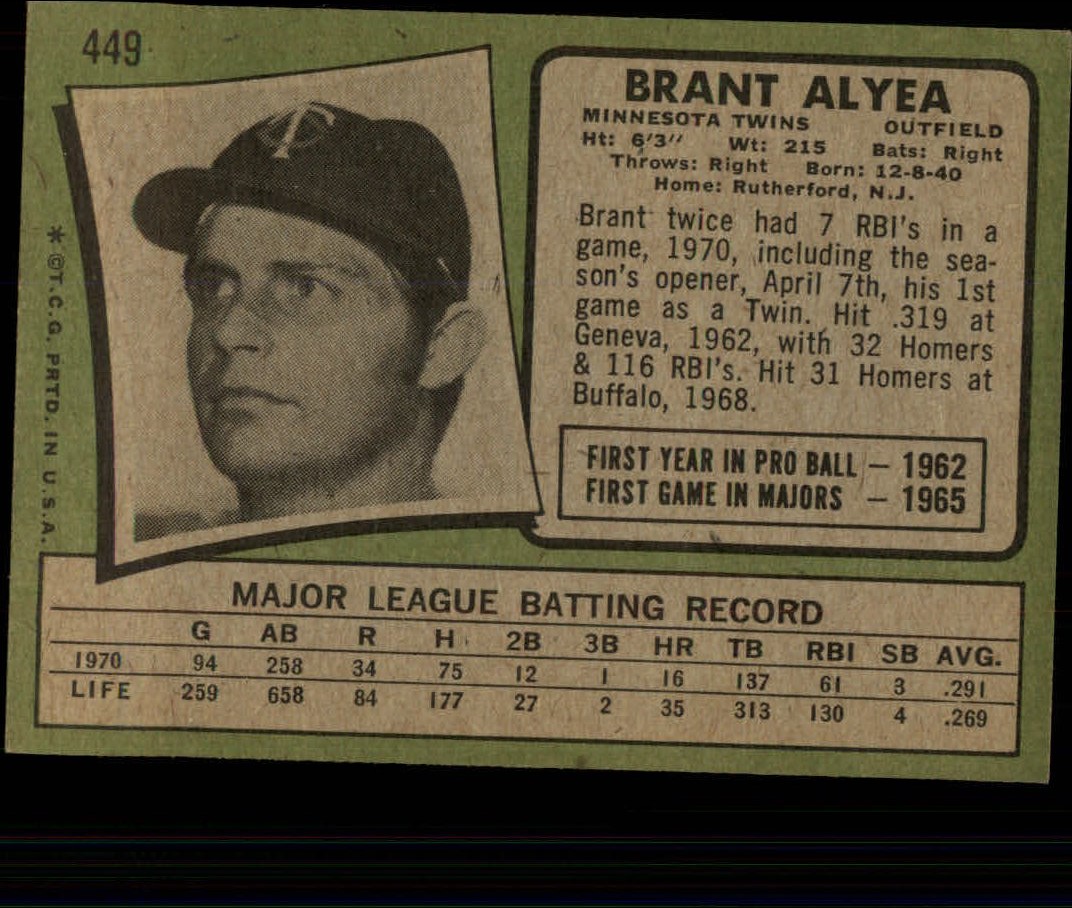 449
BRANT ALYEA
MINNESOTA TWINS OUTFIELD
Ht: 6'3" Wt: 215 Bats: Right
Throws: Right Born: 12-8-40
Home: Rutherford, N.J.
Brant twice had 7 RBI's in a
game, 1970, including the sea-
son's opener, April 7th, his 1st
game as a Twin. Hit .319 at
Geneva, 1962, with 32 Homers
& 116 RBI's. Hit 31 Homers at
Buffalo, 1968.
FIRST YEAR IN PRO BALL — 1962
FIRST GAME IN MAJORS — 1965
TC
*©T.C.G. PRTD. IN U.S.A.
MAJOR LEAGUE BATTING RECORD
G AB R H 2B 3B HR TB RBI SB AVG.
1970 94 258 34 75 12 1 16 137 61 3 .291
LIFE 259 658 84 177 27 2 35 313 130 4 .269